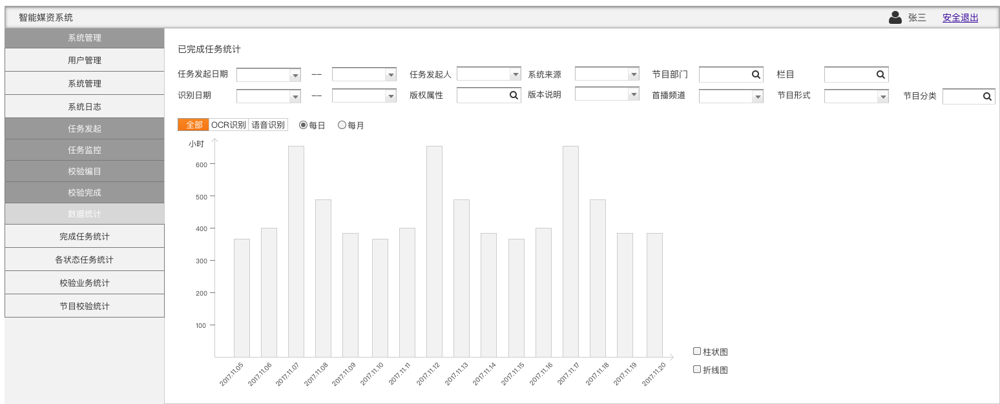 智能媒资系统
张三 安全退出
系统管理
用户管理
系统管理
系统日志
任务发起
任务监控
校验编目
校验完成
数据统计
完成任务统计
各状态任务统计
校验业务统计
节目校验统计
已完成任务统计
任务发起日期 —— 任务发起人 系统来源 节目部门 栏目
识别日期 —— 版权属性 版本说明 首播频道 节目形式 节目分类
全部 OCR识别 语音识别 每日 每月
小时
600
500
400
300
200
100
2017.11.05 2017.11.06 2017.11.07 2017.11.08 2017.11.09 2017.11.10 2017.11.11 2017.11.12 2017.11.13 2017.11.14 2017.11.15 2017.11.16 2017.11.17 2017.11.18 2017.11.19 2017.11.20
柱状图
折线图